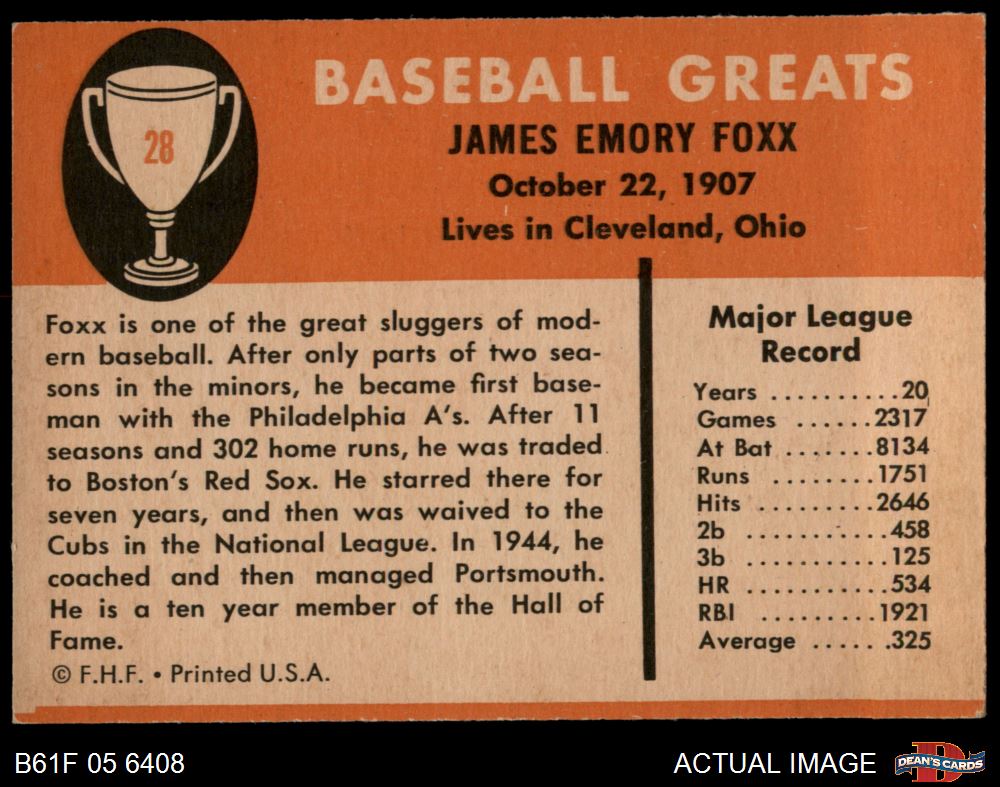 28
BASEBALL GREATS
JAMES EMORY FOXX
October 22, 1907
Lives in Cleveland, Ohio
Foxx is one of the great sluggers of mod-
ern baseball. After only parts of two sea-
sons in the minors, he became first base-
man with the Philadelphia A's. After 11
seasons and 302 home runs, he was traded
to Boston's Red Sox. He starred there for
seven years, and then was waived to the
Cubs in the National League. In 1944, he
coached and then managed Portsmouth.
He is a ten year member of the Hall of
Fame.
© F.H.F. • Printed U.S.A.
Major League
Record
Years ..........20
Games ......2317
At Bat .......8134
Runs ........1751
Hits .........2646
2b ..........458
3b ..........125
HR ..........534
RBI .........1921
Average ......325
B61F 05 6408
ACTUAL IMAGE
D
DEAN'S CARDS